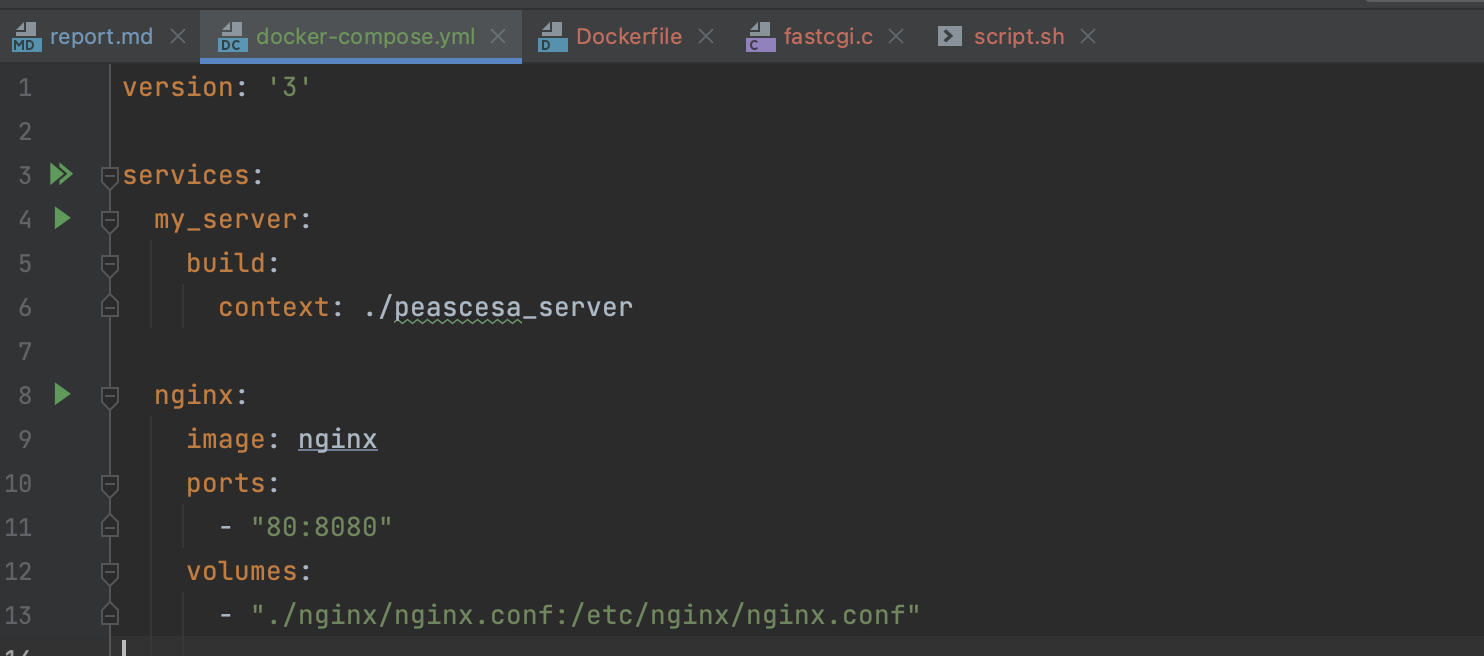 MD report.md DC docker-compose.yml D Dockerfile C fastcgi.c script.sh
1 version: '3'
2
3 services:
4 my_server:
5 build:
6 context: ./peascesa_server
7
8 nginx:
9 image: nginx
10 ports:
11 - "80:8080"
12 volumes:
13 - "./nginx/nginx.conf:/etc/nginx/nginx.conf"
14